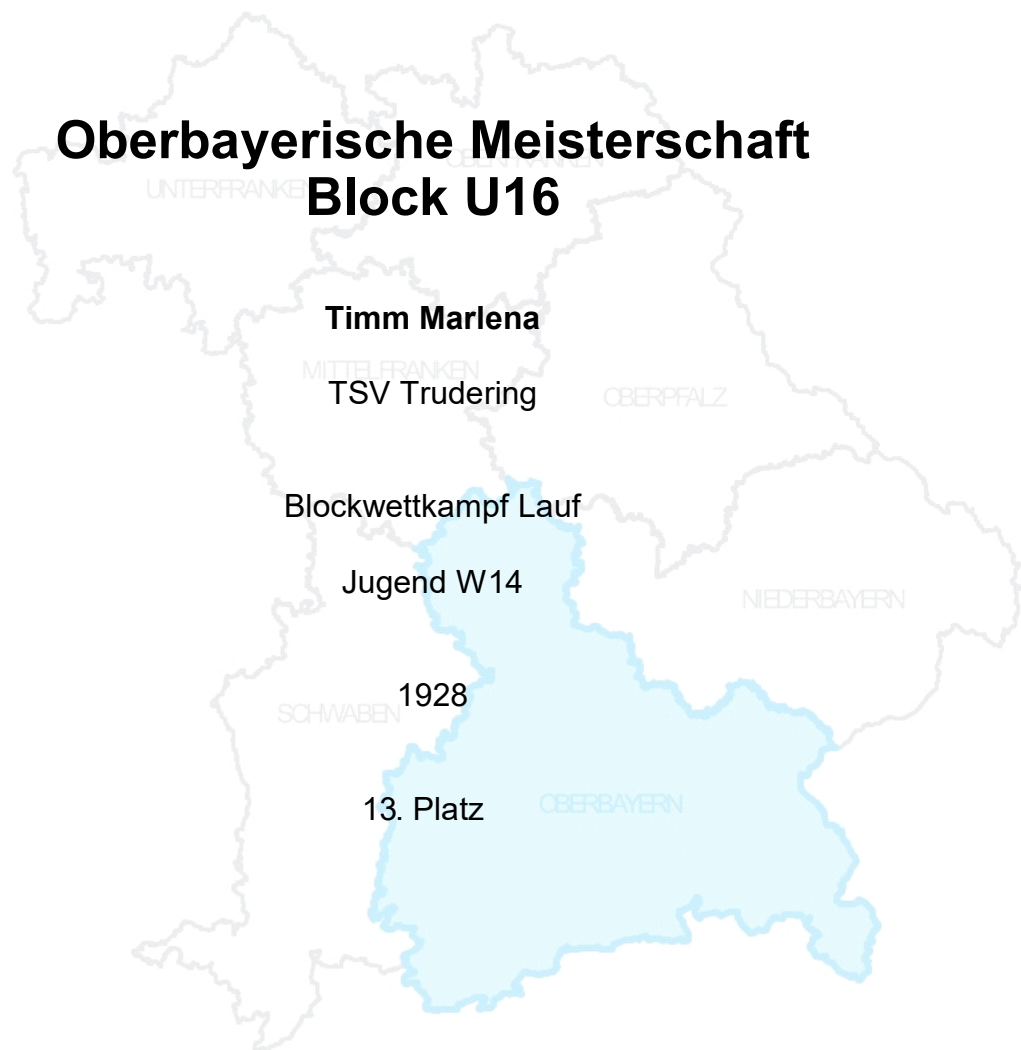 Oberbayerische Meisterschaft
OBERFRANKEN
UNTERFRANKEN
Block U16
Timm Marlena
MITTELFRANKEN
TSV Trudering
OBERPFALZ
Blockwettkampf Lauf
Jugend W14
NIEDERBAYERN
1928
SCHWABEN
13. Platz
OBERBAYERN